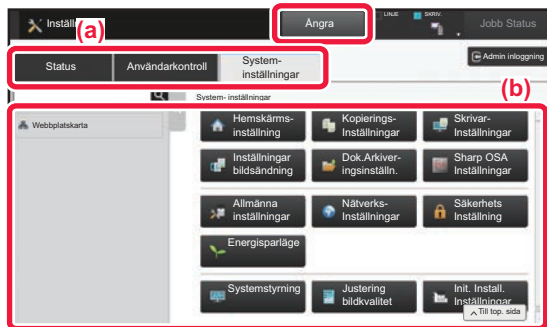 Inställn
(a)
Ångra
LINJE
SKRIV.
Jobb Status
Status
Användarkontroll
System-
inställningar
Admin inloggning
(b)
System- inställningar
Webbplatskarta
Hemskärms-
inställning
Kopierings-
Inställningar
Skrivar-
Inställningar
Inställningar
bildsändning
Dok.Arkiver-
ingsinställn.
Sharp OSA
Inställningar
Allmänna
inställningar
Nätverks-
Inställningar
Säkerhets
Inställning
Energisparläge
Systemstyrning
Justering
bildkvalitet
Init. Install.
Inställningar
Till top. sida